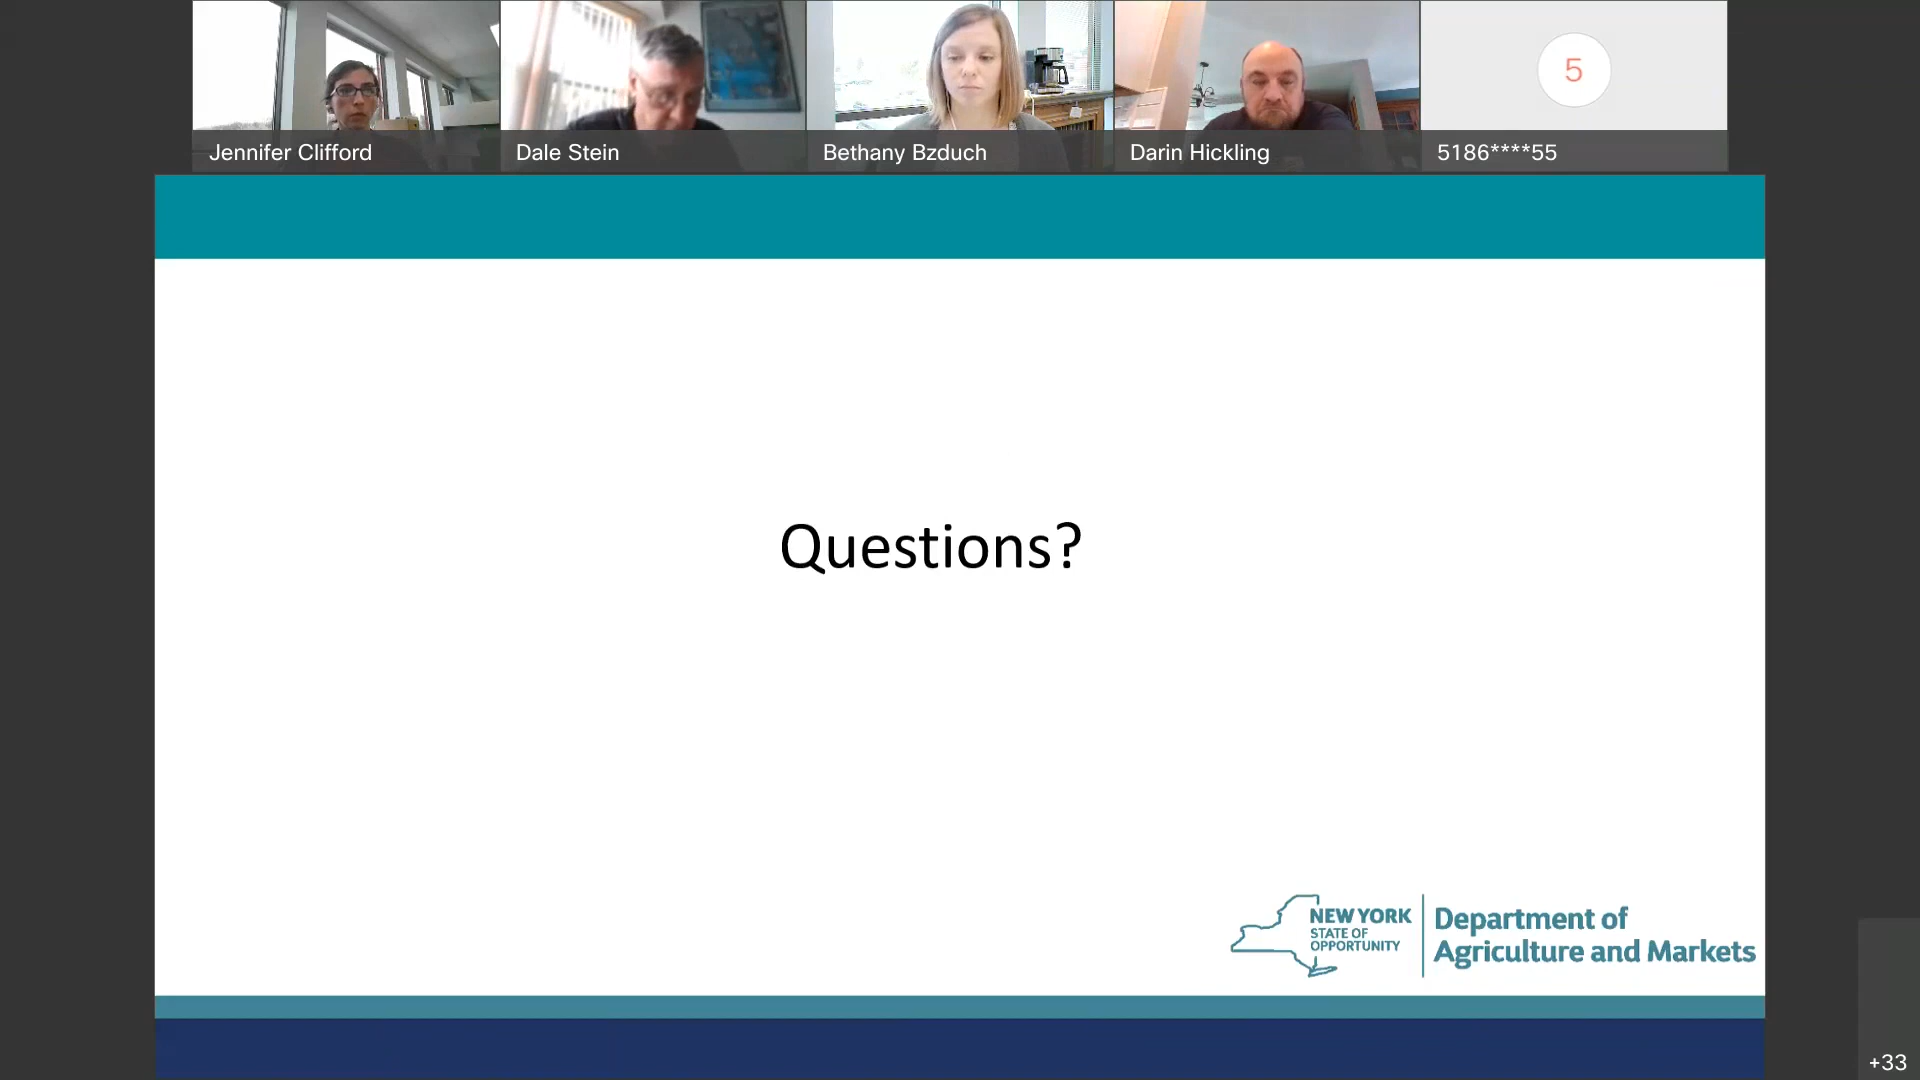 Jennifer Clifford
Dale Stein
Bethany Bzduch
Darin Hickling
5
5186****55
Questions?
NEW YORK
STATE OF
OPPORTUNITY
Department of
Agriculture and Markets
+33